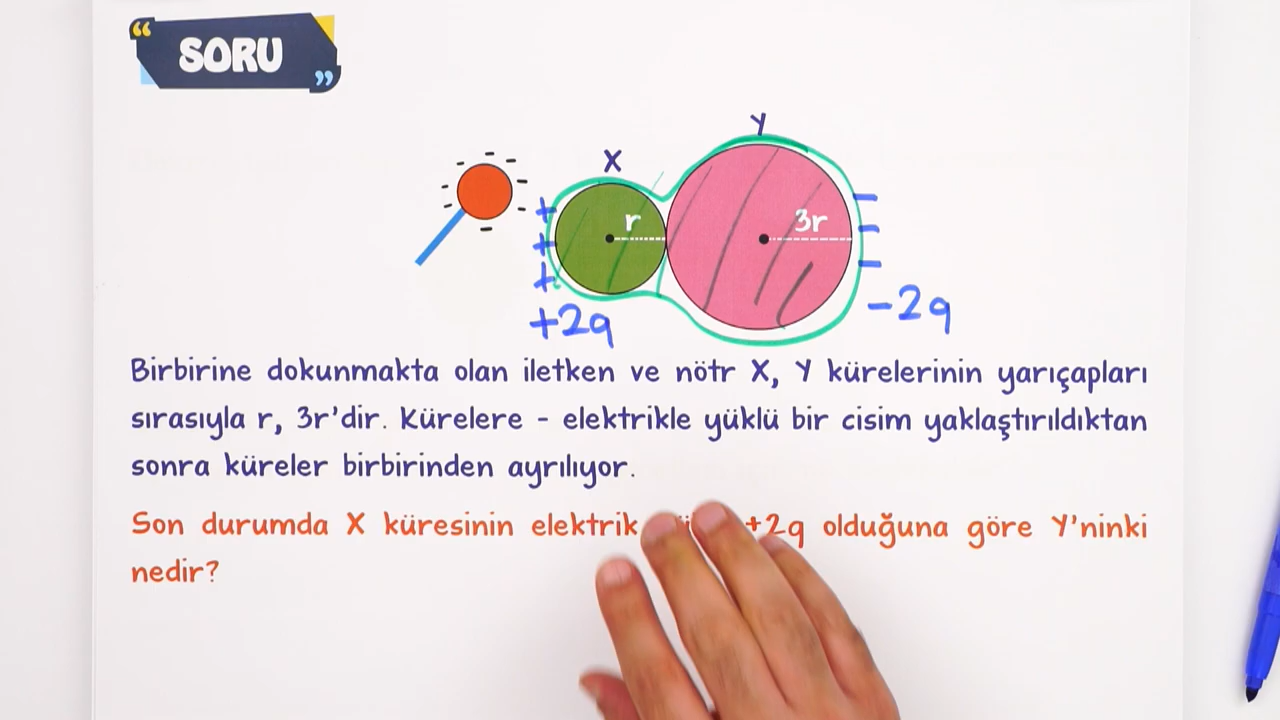 SORU
Y
X
r
3r
+ + +
- - -
+2q
-2q
Birbirine dokunmakta olan iletken ve nötr X, Y kürelerinin yarıçapları
sırasıyla r, 3r'dir. Kürelere - elektrikle yüklü bir cisim yaklaştırıldıktan
sonra küreler birbirinden ayrılıyor.
Son durumda X küresinin elektrik +2q olduğuna göre Y'ninki
nedir?